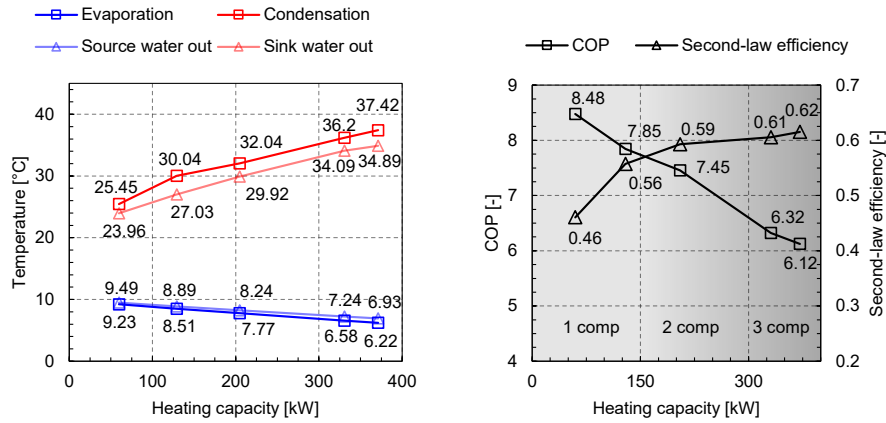 Evaporation Condensation
Source water out Sink water out
Temperature [°C]
40
30
20
10
0
25.45 30.04 32.04 36.2 37.42
23.96 27.03 29.92 34.09 34.89
9.49 8.89 8.24 7.24 6.93
9.23 8.51 7.77 6.58 6.22
0 100 200 300 400
Heating capacity [kW]
COP Second-law efficiency
COP [-]
9
8
7
6
5
4
8.48 7.85 7.45 6.32 6.12
0.46 0.56 0.59 0.61 0.62
1 comp 2 comp 3 comp
0.7
0.6
0.5
0.4
0.3
0.2
Second-law efficiency [-]
0 150 300
Heating capacity [kW]